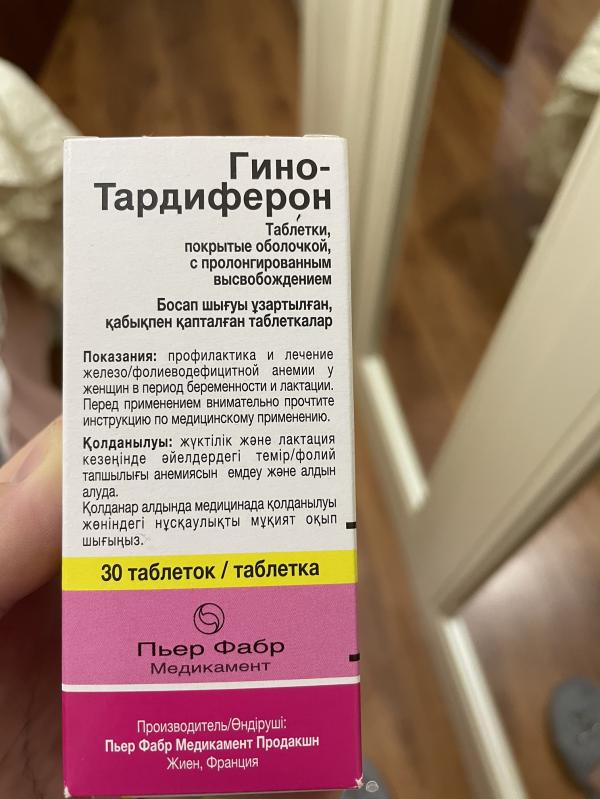 Гино-
Тардиферон
Таблетки,
покрытые оболочкой,
с пролонгированным
высвобождением
Босап шығуы ұзартылған,
қабықпен қапталған таблеткалар
Показания: профилактика и лечение
железо/фолиеводефицитной анемии у
женщин в период беременности и лактации.
Перед применением внимательно прочтите
инструкцию по медицинскому применению.
Қолданылуы: жүктілік және лактация
кезеңінде әйелдердегі темір/фолий
тапшылығы анемиясын емдеу және алдын
алуда.
Қолданар алдында медицинада қолданылуы
жөніндегі нұсқаулықты мұқият оқып
шығыңыз.
30 таблеток / таблетка
Пьер Фабр
Медикамент
Производитель/Өндіруші:
Пьер Фабр Медикамент Продакшн
Жиен, Франция